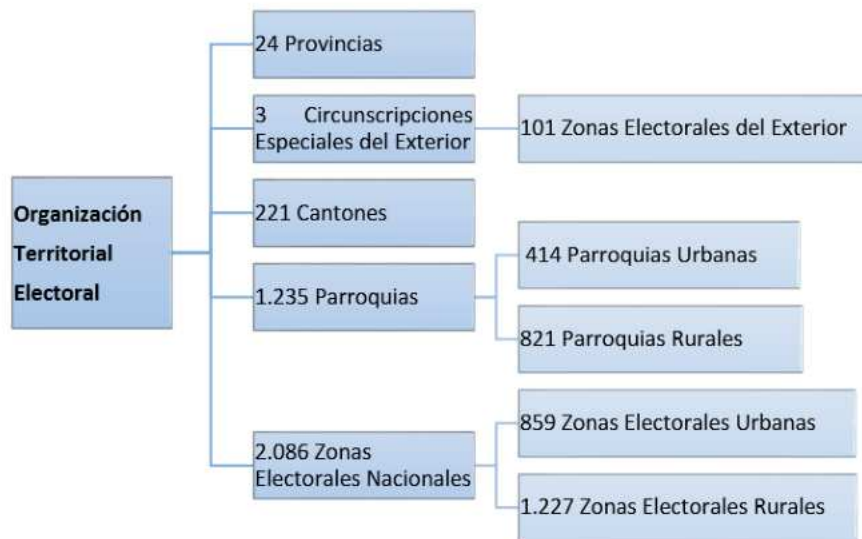 Organización
Territorial
Electoral
24 Provincias
3 Circunscripciones
Especiales del Exterior
101 Zonas Electorales del Exterior
221 Cantones
1.235 Parroquias
414 Parroquias Urbanas
821 Parroquias Rurales
2.086 Zonas
Electorales Nacionales
859 Zonas Electorales Urbanas
1.227 Zonas Electorales Rurales